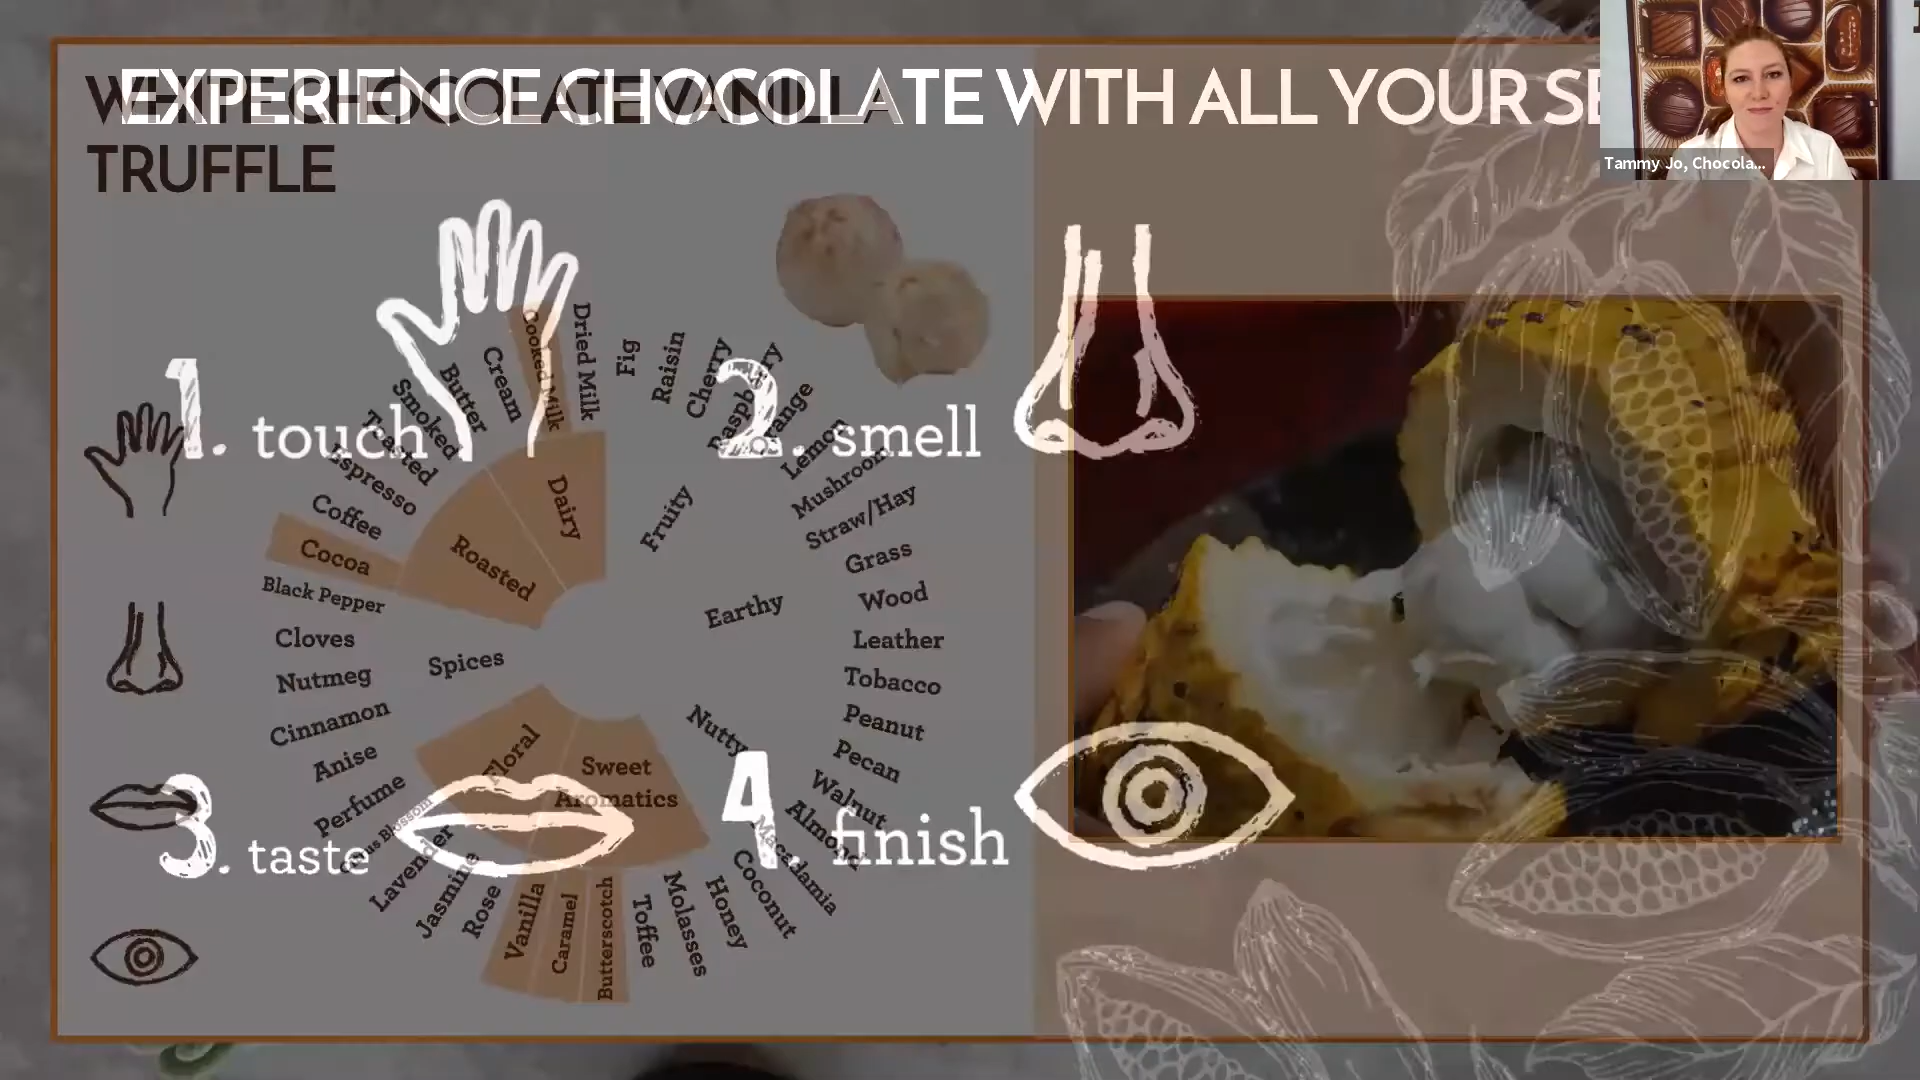 EXPERIENCE CHOCOLATE WITH ALL YOUR SE
WHITE CHOCOLATE VANILLA
TRUFFLE
Tammy Jo, Chocola...
1. touch
2. smell
3. taste
4. finish
Dairy
Cooked Milk
Dried Milk
Cream
Butter
Roasted
Smoked
Toasted
Espresso
Coffee
Cocoa
Spices
Black Pepper
Cloves
Nutmeg
Cinnamon
Anise
Floral
Perfume
Lavender
Jasmine
Rose
Sweet
Aromatics
Vanilla
Caramel
Butterscotch
Toffee
Molasses
Honey
Nutty
Coconut
Macadamia
Almond
Walnut
Pecan
Peanut
Earthy
Tobacco
Leather
Wood
Grass
Straw/Hay
Mushroom
Fruity
Lemon
Orange
Raspberry
Cherry
Raisin
Fig